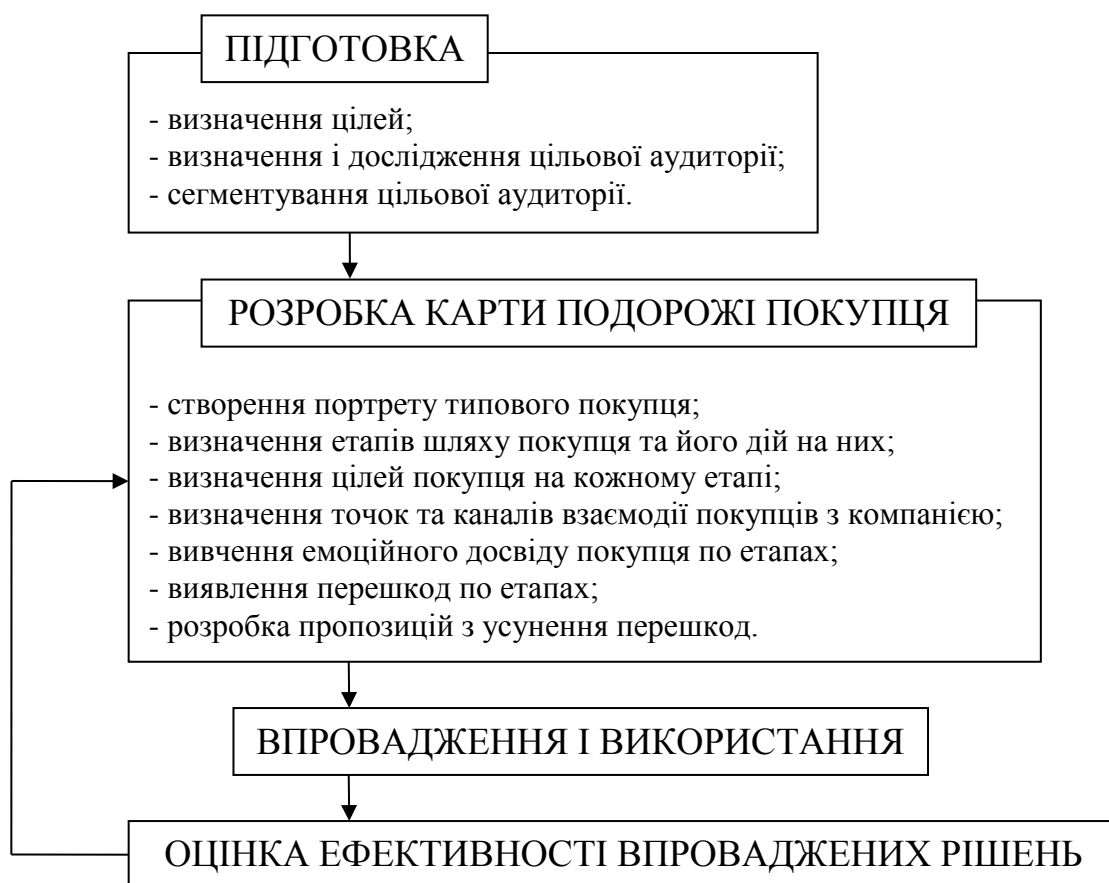 ПІДГОТОВКА
- визначення цілей;
- визначення і дослідження цільової аудиторії;
- сегментування цільової аудиторії.
РОЗРОБКА КАРТИ ПОДОРОЖІ ПОКУПЦЯ
- створення портрету типового покупця;
- визначення етапів шляху покупця та його дій на них;
- визначення цілей покупця на кожному етапі;
- визначення точок та каналів взаємодії покупців з компанією;
- вивчення емоційного досвіду покупця по етапах;
- виявлення перешкод по етапах;
- розробка пропозицій з усунення перешкод.
ВПРОВАДЖЕННЯ І ВИКОРИСТАННЯ
ОЦІНКА ЕФЕКТИВНОСТІ ВПРОВАДЖЕНИХ РІШЕНЬ